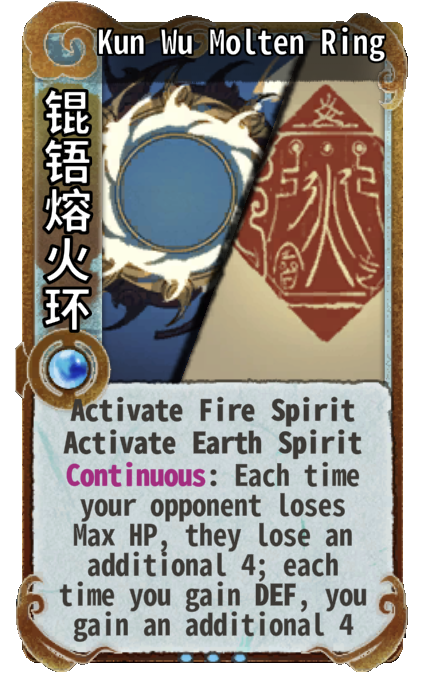 Kun Wu Molten Ring
锟铻熔火环
Activate Fire Spirit
Activate Earth Spirit
Continuous: Each time
your opponent loses
Max HP, they lose an
additional 4; each
time you gain DEF, you
gain an additional 4